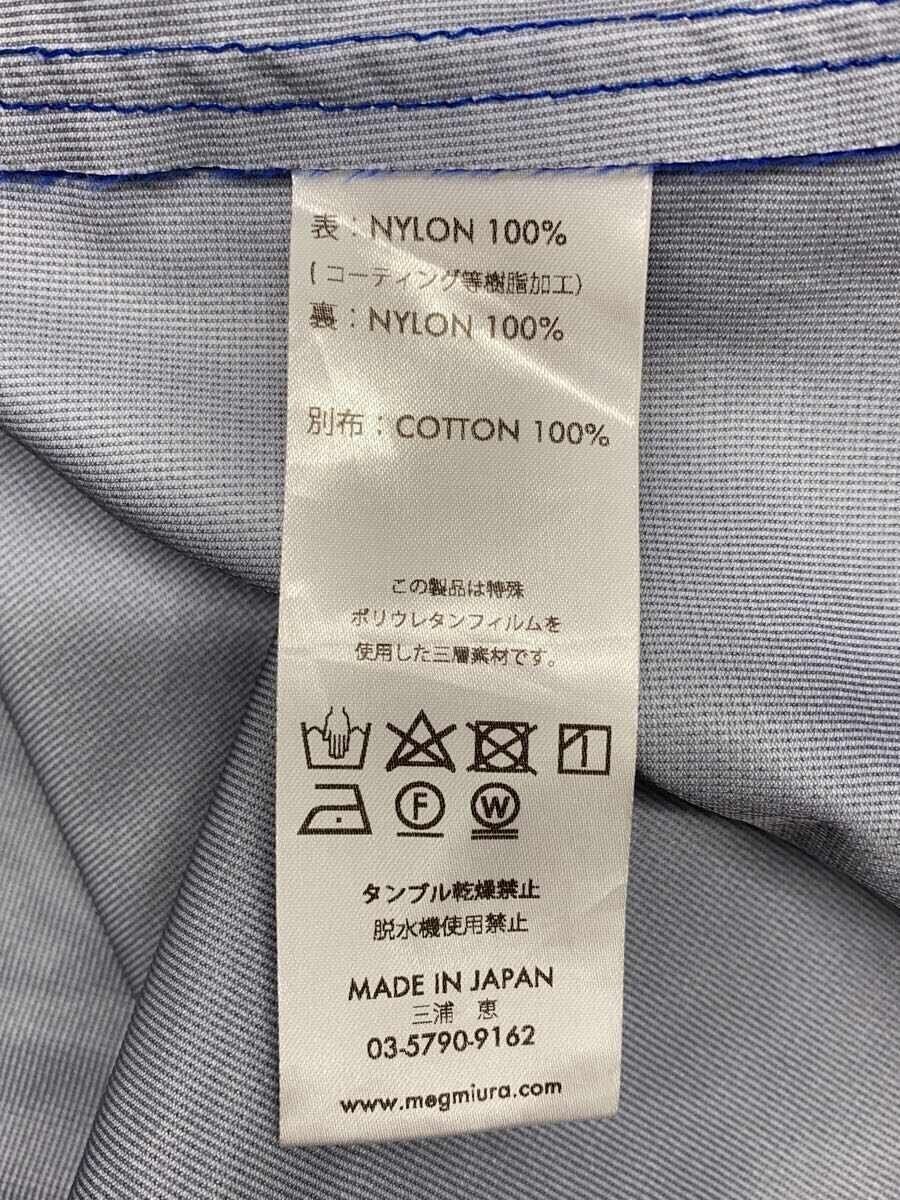 表：NYLON 100%
(コーティング等樹脂加工)
裏：NYLON 100%
別布：COTTON 100%
この製品は特殊
ポリウレタンフィルムを
使用した三層素材です。
F W
タンブル乾燥禁止
脱水機使用禁止
MADE IN JAPAN
三浦 恵
03-5790-9162
www.megmiura.com